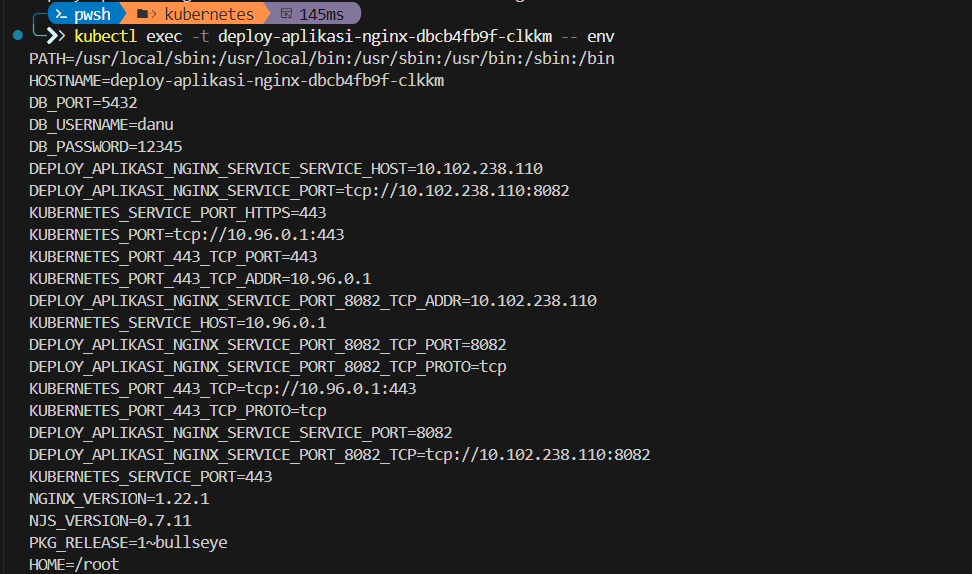 pwsh kubernetes 145ms
kubectl exec -t deploy-aplikasi-nginx-dbcb4fb9f-clkkm -- env
PATH=/usr/local/sbin:/usr/local/bin:/usr/sbin:/usr/bin:/sbin:/bin
HOSTNAME=deploy-aplikasi-nginx-dbcb4fb9f-clkkm
DB_PORT=5432
DB_USERNAME=danu
DB_PASSWORD=12345
DEPLOY_APLIKASI_NGINX_SERVICE_SERVICE_HOST=10.102.238.110
DEPLOY_APLIKASI_NGINX_SERVICE_PORT=tcp://10.102.238.110:8082
KUBERNETES_SERVICE_PORT_HTTPS=443
KUBERNETES_PORT=tcp://10.96.0.1:443
KUBERNETES_PORT_443_TCP_PORT=443
KUBERNETES_PORT_443_TCP_ADDR=10.96.0.1
DEPLOY_APLIKASI_NGINX_SERVICE_PORT_8082_TCP_ADDR=10.102.238.110
KUBERNETES_SERVICE_HOST=10.96.0.1
DEPLOY_APLIKASI_NGINX_SERVICE_PORT_8082_TCP_PORT=8082
DEPLOY_APLIKASI_NGINX_SERVICE_PORT_8082_TCP_PROTO=tcp
KUBERNETES_PORT_443_TCP=tcp://10.96.0.1:443
KUBERNETES_PORT_443_TCP_PROTO=tcp
DEPLOY_APLIKASI_NGINX_SERVICE_SERVICE_PORT=8082
DEPLOY_APLIKASI_NGINX_SERVICE_PORT_8082_TCP=tcp://10.102.238.110:8082
KUBERNETES_SERVICE_PORT=443
NGINX_VERSION=1.22.1
NJS_VERSION=0.7.11
PKG_RELEASE=1~bullseye
HOME=/root